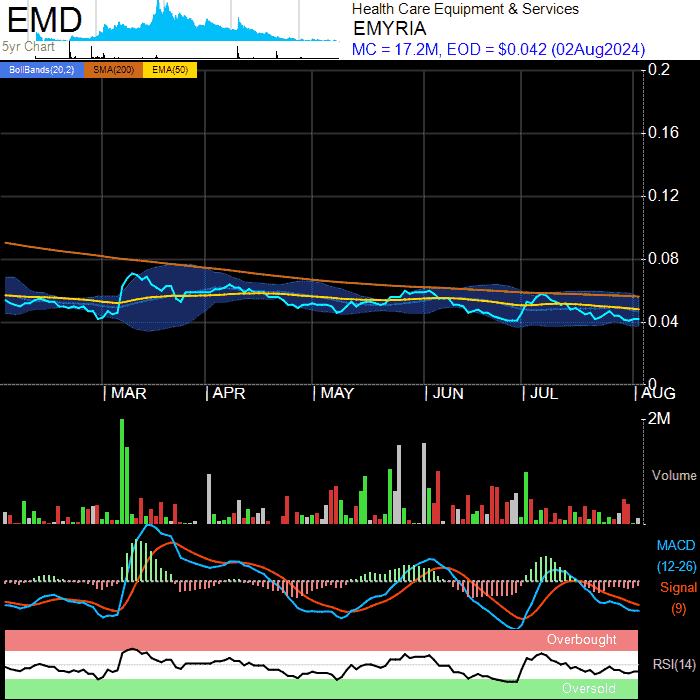 EMD
5yr Chart
Health Care Equipment & Services
EMYRIA
MC = 17.2M, EOD = $0.042 (02Aug2024)
BollBands(20,2) SMA(200) EMA(50)
0.2
0.16
0.12
0.08
0.04
0
MAR APR MAY JUN JUL AUG
2M
Volume
MACD
(12-26)
Signal
(9)
Overbought
RSI(14)
Oversold